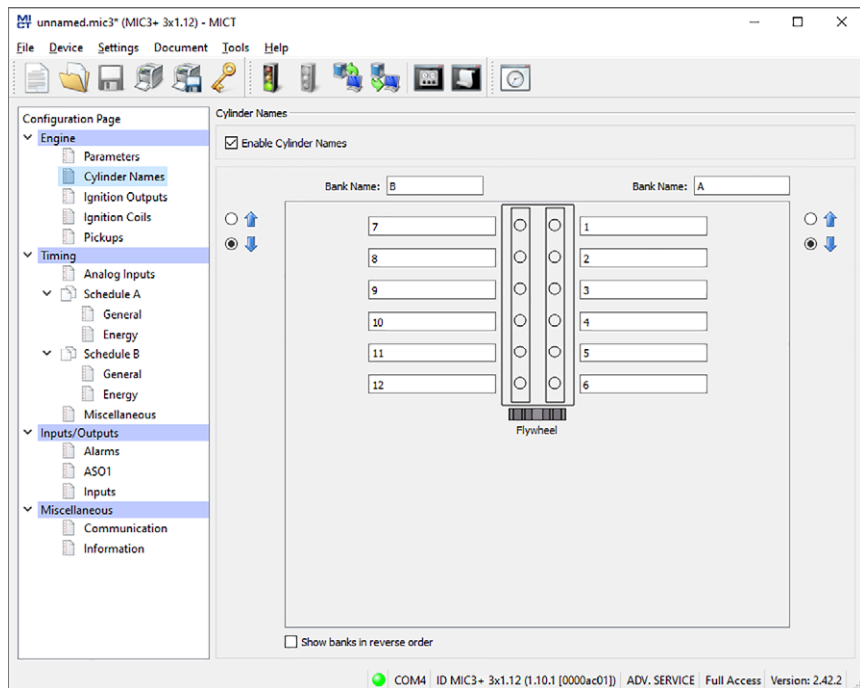 unnamed.mic3* (MIC3+ 3x1.12) - MICT
File Device Settings Document Tools Help
Configuration Page
Engine
Parameters
Cylinder Names
Ignition Outputs
Ignition Coils
Pickups
Timing
Analog Inputs
Schedule A
General
Energy
Schedule B
General
Energy
Miscellaneous
Inputs/Outputs
Alarms
ASO1
Inputs
Miscellaneous
Communication
Information
Cylinder Names
Enable Cylinder Names
Bank Name: B Bank Name: A
7 1
8 2
9 3
10 4
11 5
12 6
Flywheel
Show banks in reverse order
COM4 ID MIC3+ 3x1.12 (1.10.1 [0000ac01]) ADV. SERVICE Full Access Version: 2.42.2